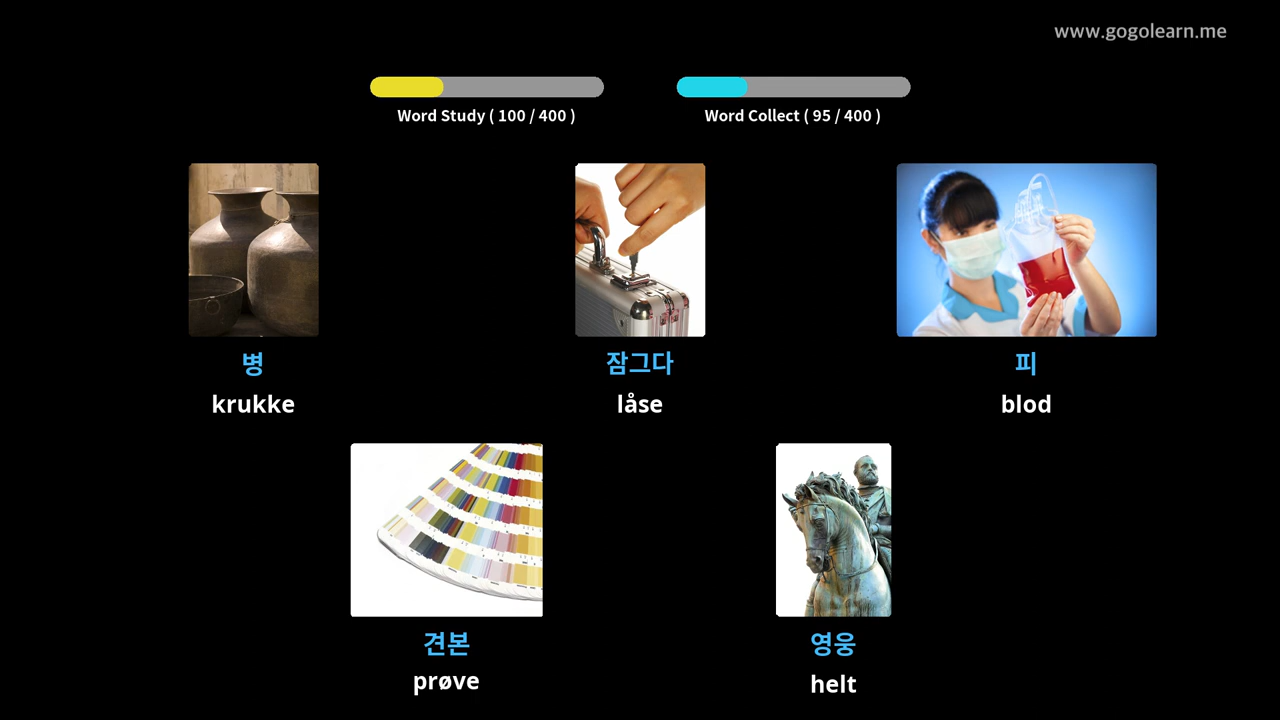 www.gogolearn.me
Word Study ( 100 / 400 )
Word Collect ( 95 / 400 )
병
잠그다
피
krukke
låse
blod
견본
영웅
prøve
helt